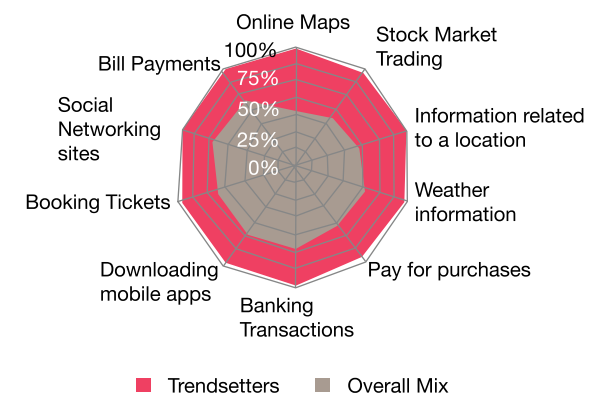 Online Maps
Stock Market
Trading
100%
Bill Payments
75%
Social
Networking
sites
50%
Information related
to a location
25%
0%
Weather
information
Booking Tickets
Downloading
mobile apps
Pay for purchases
Banking
Transactions
Trendsetters
Overall Mix